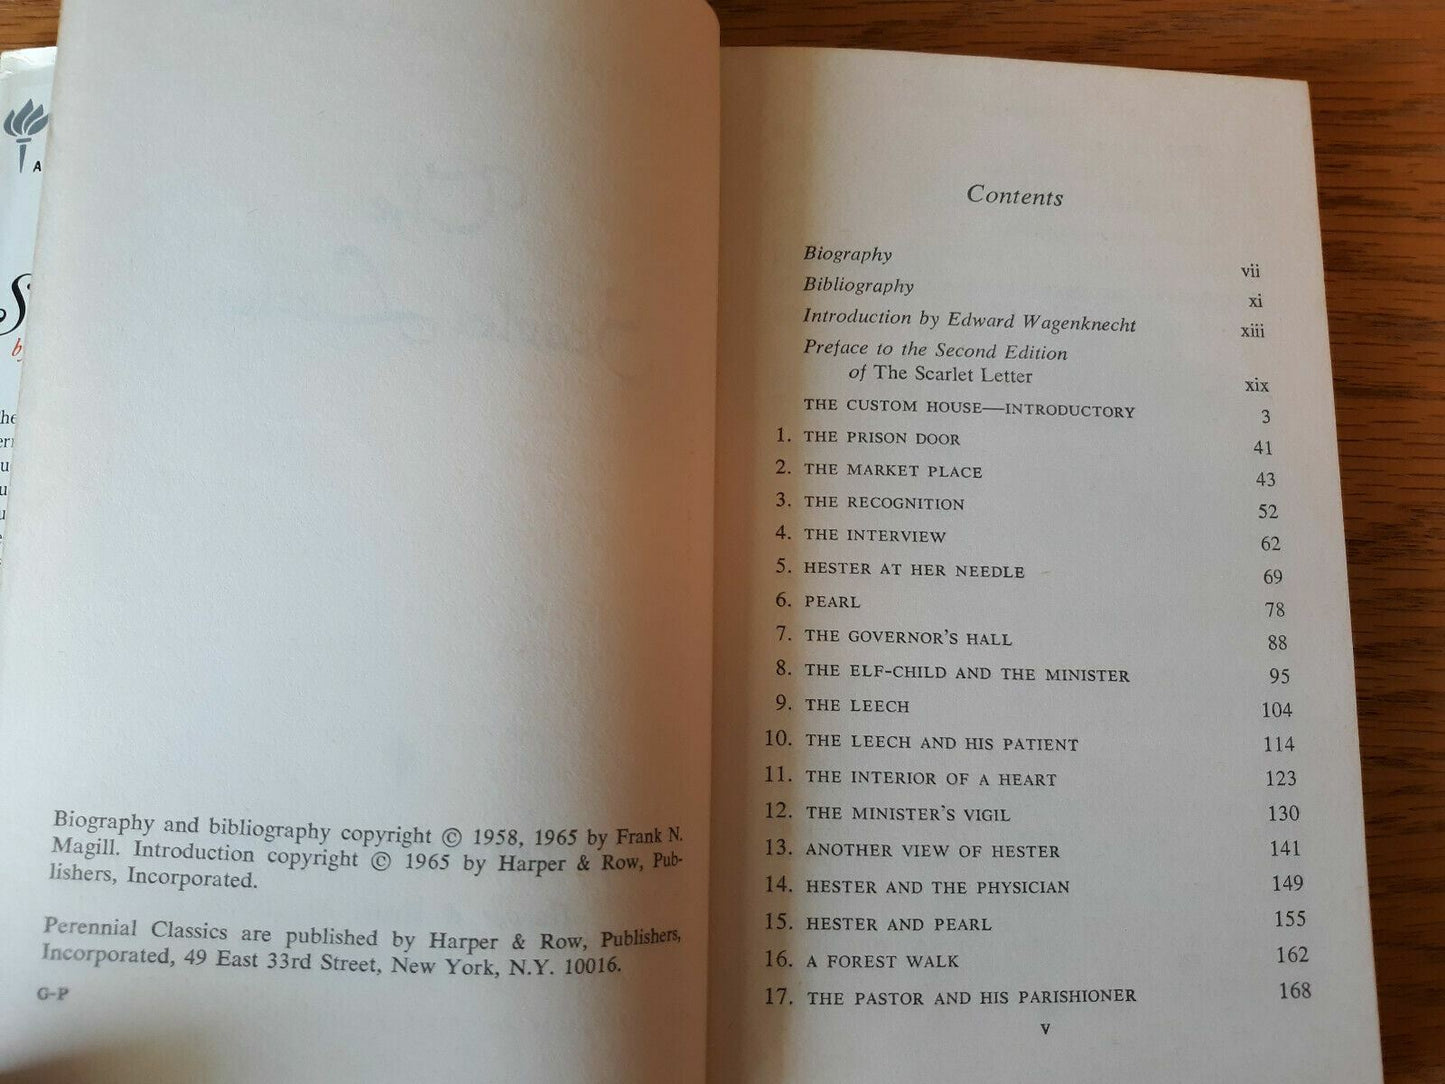 A
S
by
he
Biography and bibliography copyright © 1958, 1965 by Frank N.
Magill. Introduction copyright © 1965 by Harper & Row, Pub-
lishers, Incorporated.
Perennial Classics are published by Harper & Row, Publishers,
Incorporated, 49 East 33rd Street, New York, N.Y. 10016.
G-P
Contents
Biography vii
Bibliography xi
Introduction by Edward Wagenknecht xiii
Preface to the Second Edition
of The Scarlet Letter xix
THE CUSTOM HOUSE—INTRODUCTORY 3
1. THE PRISON DOOR 41
2. THE MARKET PLACE 43
3. THE RECOGNITION 52
4. THE INTERVIEW 62
5. HESTER AT HER NEEDLE 69
6. PEARL 78
7. THE GOVERNOR'S HALL 88
8. THE ELF-CHILD AND THE MINISTER 95
9. THE LEECH 104
10. THE LEECH AND HIS PATIENT 114
11. THE INTERIOR OF A HEART 123
12. THE MINISTER'S VIGIL 130
13. ANOTHER VIEW OF HESTER 141
14. HESTER AND THE PHYSICIAN 149
15. HESTER AND PEARL 155
16. A FOREST WALK 162
17. THE PASTOR AND HIS PARISHIONER 168
v